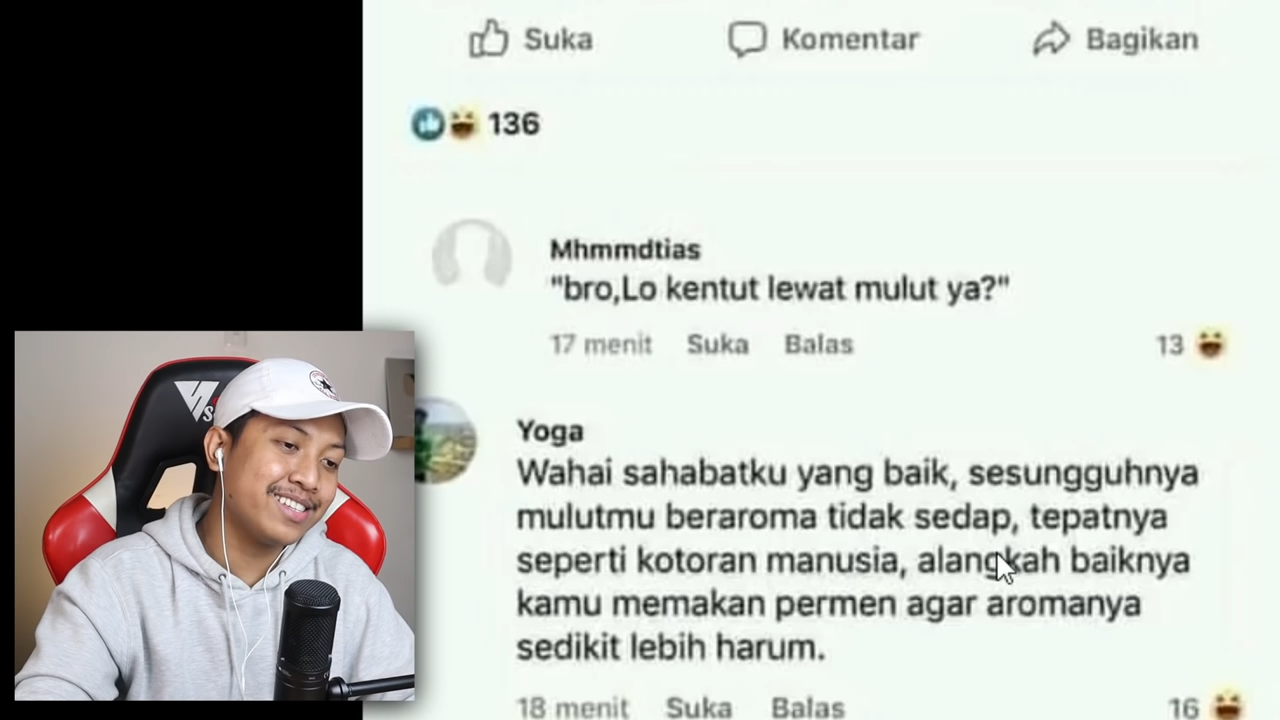 Suka Komentar Bagikan
136
Mhmmdtias
"bro,Lo kentut lewat mulut ya?"
17 menit Suka Balas 13
Yoga
Wahai sahabatku yang baik, sesungguhnya
mulutmu beraroma tidak sedap, tepatnya
seperti kotoran manusia, alangkah baiknya
kamu memakan permen agar aromanya
sedikit lebih harum.
18 menit Suka Balas 16